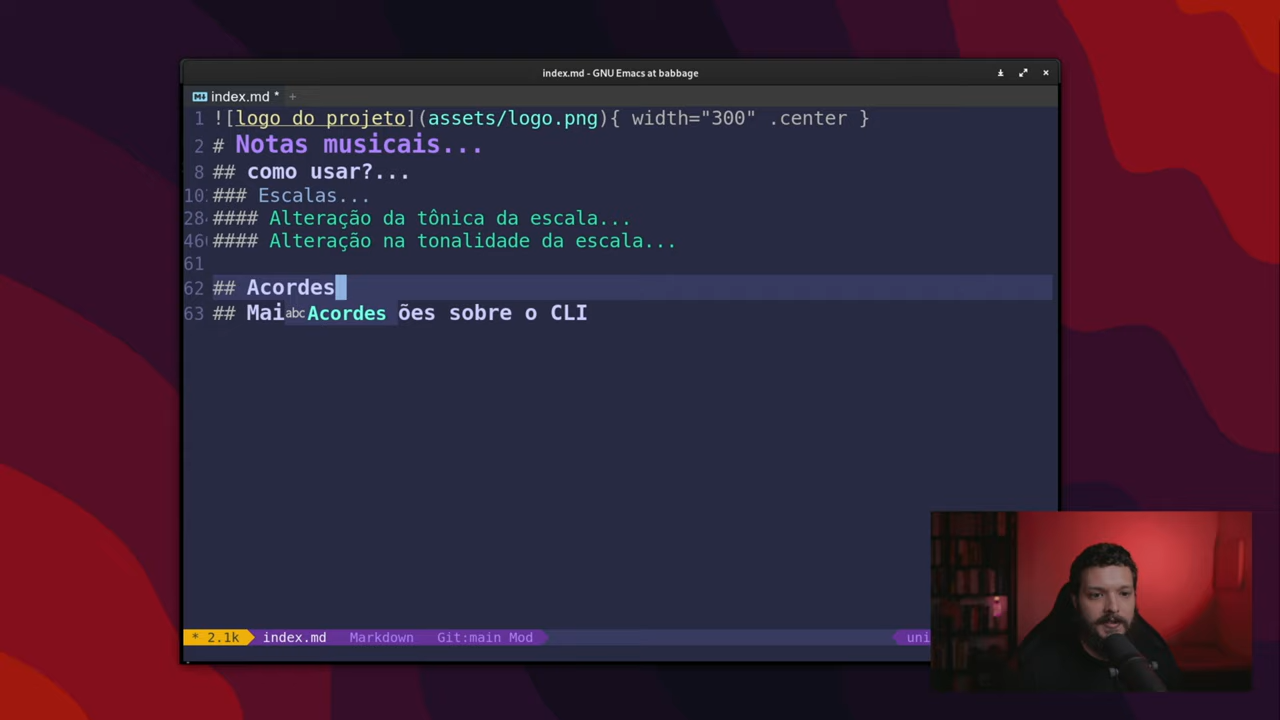 index.md - GNU Emacs at babbage
index.md * +
1 ![logo do projeto](assets/logo.png){ width="300" .center }
2 # Notas musicais...
8 ## como usar?...
10 ### Escalas...
28 #### Alteração da tônica da escala...
46 #### Alteração na tonalidade da escala...
61
62 ## Acordes
63 ## Mai abc Acordes ões sobre o CLI
* 2.1k index.md Markdown Git:main Mod uni